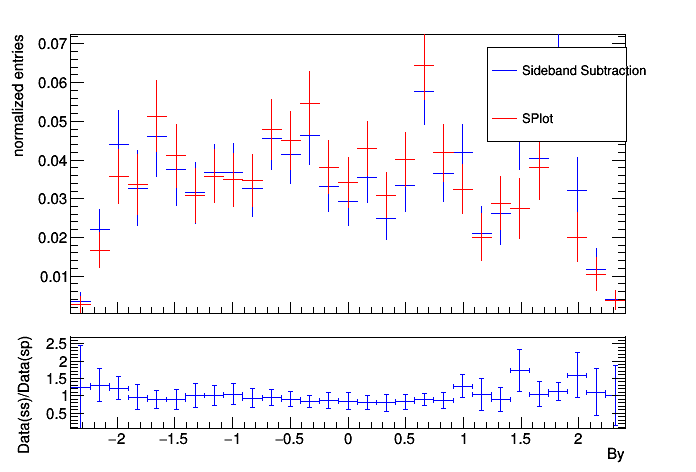 normalized entries
0.07
0.06
0.05
0.04
0.03
0.02
0.01
Sideband Subtraction
SPlot
Data(ss)/Data(sp)
2.5
2
1.5
1
0.5
−2 −1.5 −1 −0.5 0 0.5 1 1.5 2
By